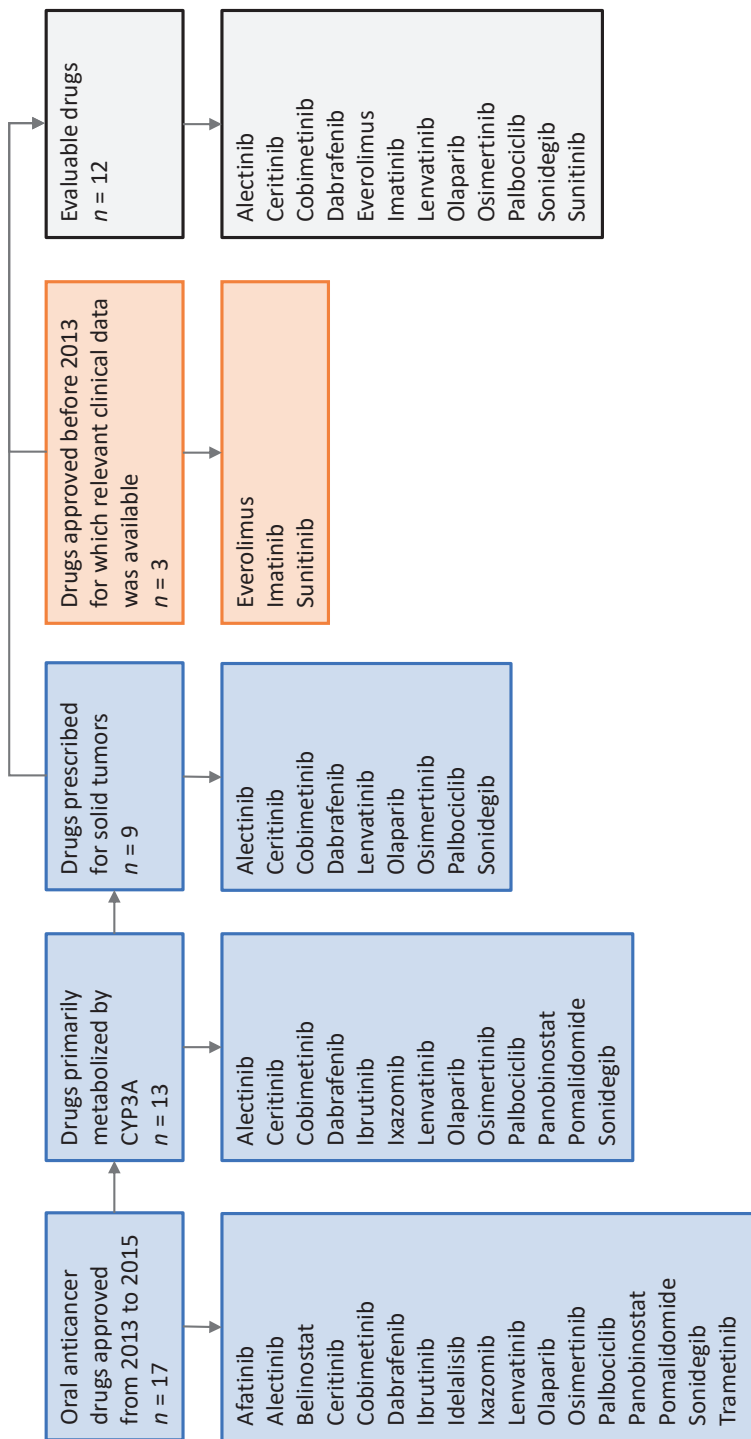 Oral anticancer
drugs approved
from 2013 to 2015
n = 17
Afatinib
Alectinib
Belinostat
Ceritinib
Cobimetinib
Dabrafenib
Ibrutinib
Idelalisib
Ixazomib
Lenvatinib
Olaparib
Osimertinib
Palbociclib
Panobinostat
Pomalidomide
Sonidegib
Trametinib
Drugs primarily
metabolized by
CYP3A
n = 13
Alectinib
Ceritinib
Cobimetinib
Dabrafenib
Ibrutinib
Ixazomib
Lenvatinib
Olaparib
Osimertinib
Palbociclib
Panobinostat
Pomalidomide
Sonidegib
Drugs prescribed
for solid tumors
n = 9
Alectinib
Ceritinib
Cobimetinib
Dabrafenib
Lenvatinib
Olaparib
Osimertinib
Palbociclib
Sonidegib
Drugs approved before 2013
for which relevant clinical data
was available
n = 3
Everolimus
Imatinib
Sunitinib
Evaluable drugs
n = 12
Alectinib
Ceritinib
Cobimetinib
Dabrafenib
Everolimus
Imatinib
Lenvatinib
Olaparib
Osimertinib
Palbociclib
Sonidegib
Sunitinib